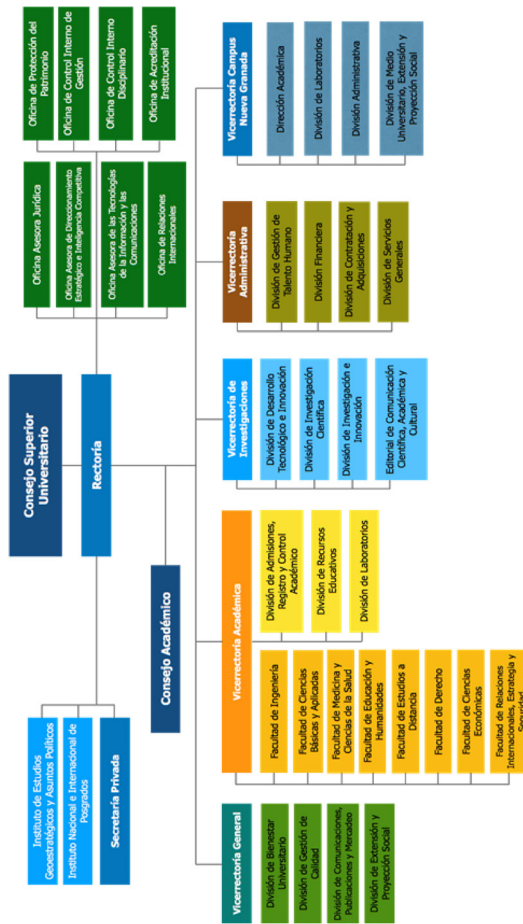 Consejo Superior
Universitario
Rectoría
Consejo Académico
Instituto de Estudios
Geoestratégicos y Asuntos Políticos
Instituto Nacional e Internacional de
Posgrados
Secretaría Privada
Oficina Asesora Jurídica
Oficina Asesora de Direccionamiento
Estratégico e Inteligencia Competitiva
Oficina Asesora de las Tecnologías
de la Información y las
Comunicaciones
Oficina de Relaciones
Internacionales
Oficina de Protección del
Patrimonio
Oficina de Control Interno de
Gestión
Oficina de Control Interno
Disciplinario
Oficina de Acreditación
Institucional
Vicerrectoría General
División de Bienestar
Universitario
División de Gestión de
Calidad
División de Comunicaciones,
Publicaciones y Mercadeo
División de Extensión y
Proyección Social
Vicerrectoría Académica
Facultad de Ingeniería
Facultad de Ciencias
Básicas y Aplicadas
Facultad de Medicina y
Ciencias de la Salud
Facultad de Educación y
Humanidades
Facultad de Estudios a
Distancia
Facultad de Derecho
Facultad de Ciencias
Económicas
Facultad de Relaciones
Internacionales, Estrategia y
Seguridad
División de Admisiones,
Registro y Control
Académico
División de Recursos
Educativos
División de Laboratorios
Vicerrectoría de
Investigaciones
División de Desarrollo
Tecnológico e Innovación
División de Investigación
Científica
División de Investigación e
Innovación
Editorial de Comunicación
Científica, Académica y
Cultural
Vicerrectoría
Administrativa
División de Gestión de
Talento Humano
División Financiera
División de Contratación y
Adquisiciones
División de Servicios
Generales
Vicerrectoría Campus
Nueva Granada
Dirección Académica
División de Laboratorios
División Administrativa
División de Medio
Universitario, Extensión y
Proyección Social